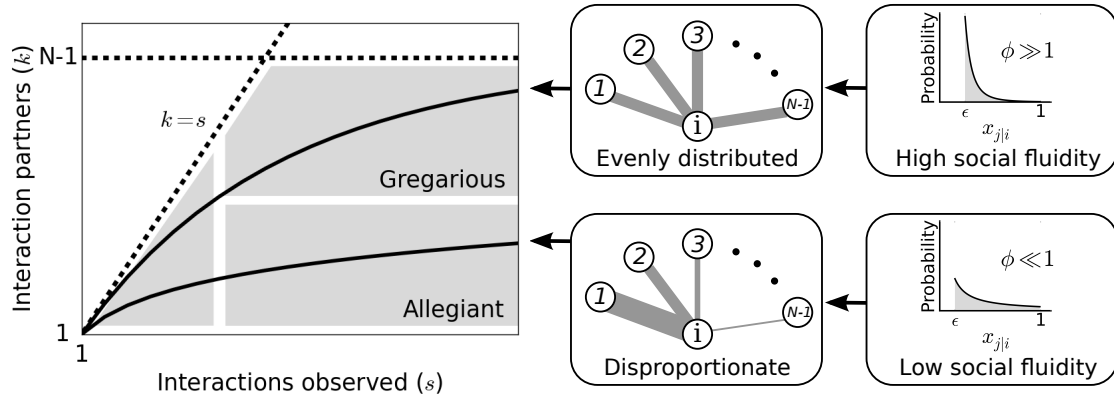 Interaction partners (k)
N-1
1
1
k=s
Gregarious
Allegiant
Interactions observed (s)
1
2
3
N-1
i
Evenly distributed
Probability
ϕ≫1
ϵ
1
x_{j|i}
High social fluidity
1
2
3
N-1
i
Disproportionate
Probability
ϕ≪1
ϵ
1
x_{j|i}
Low social fluidity